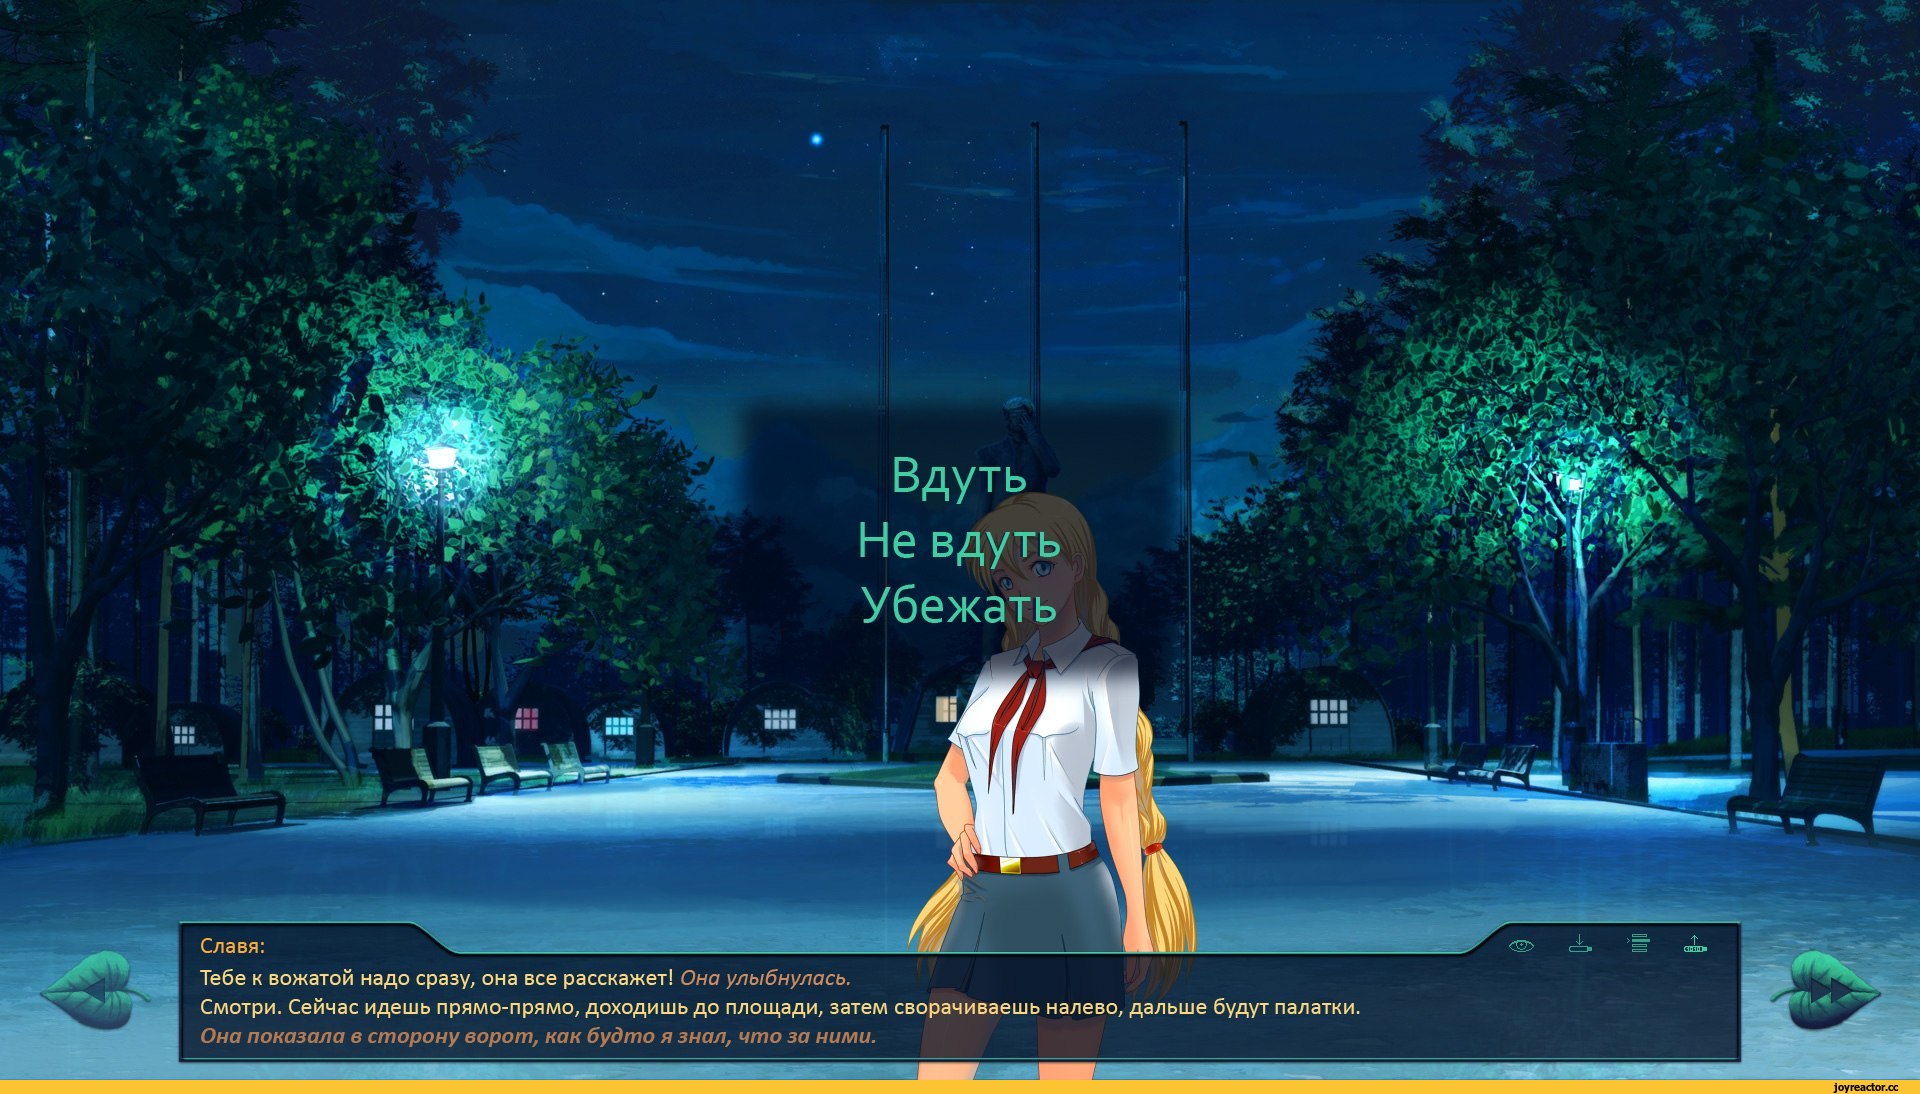 Вдуть
Не вдуть
Убежать
Славя:
Тебе к вожатой надо сразу, она все расскажет! Она улыбнулась.
Смотри. Сейчас идешь прямо-прямо, доходишь до площади, затем сворачиваешь налево, дальше будут палатки.
Она показала в сторону ворот, как будто я знал, что за ними.
joyreactor.cc